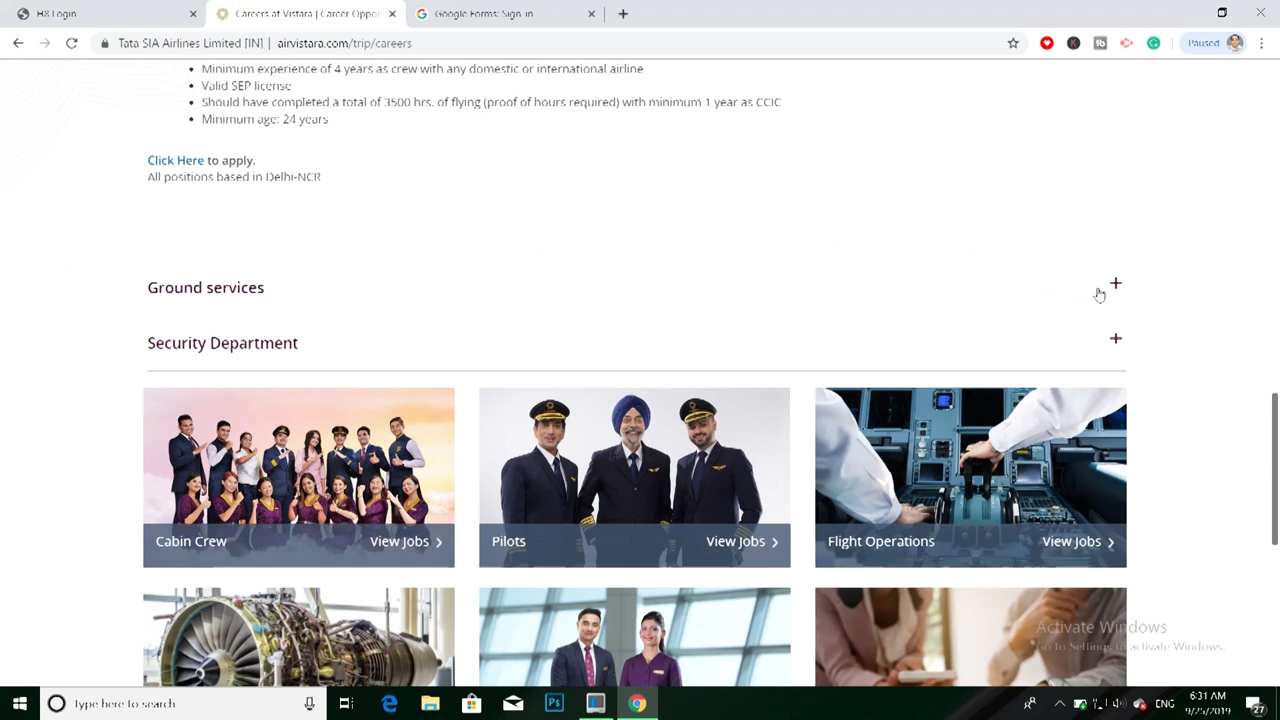 H8 Login
Careers at Vistara | Career Oppor
Google Forms: Sign-in
Tata SIA Airlines Limited [IN] | airvistara.com/trip/careers
Paused
Minimum experience of 4 years as crew with any domestic or international airline
Valid SEP license
Should have completed a total of 3500 hrs. of flying (proof of hours required) with minimum 1 year as CCIC
Minimum age: 24 years
Click Here to apply.
All positions based in Delhi-NCR
Ground services
Security Department
Cabin Crew View Jobs
Pilots View Jobs
Flight Operations View Jobs
Activate Windows
Go to Settings to activate Windows.
Type here to search
Ps
ENG
6:31 AM
9/25/2019
27